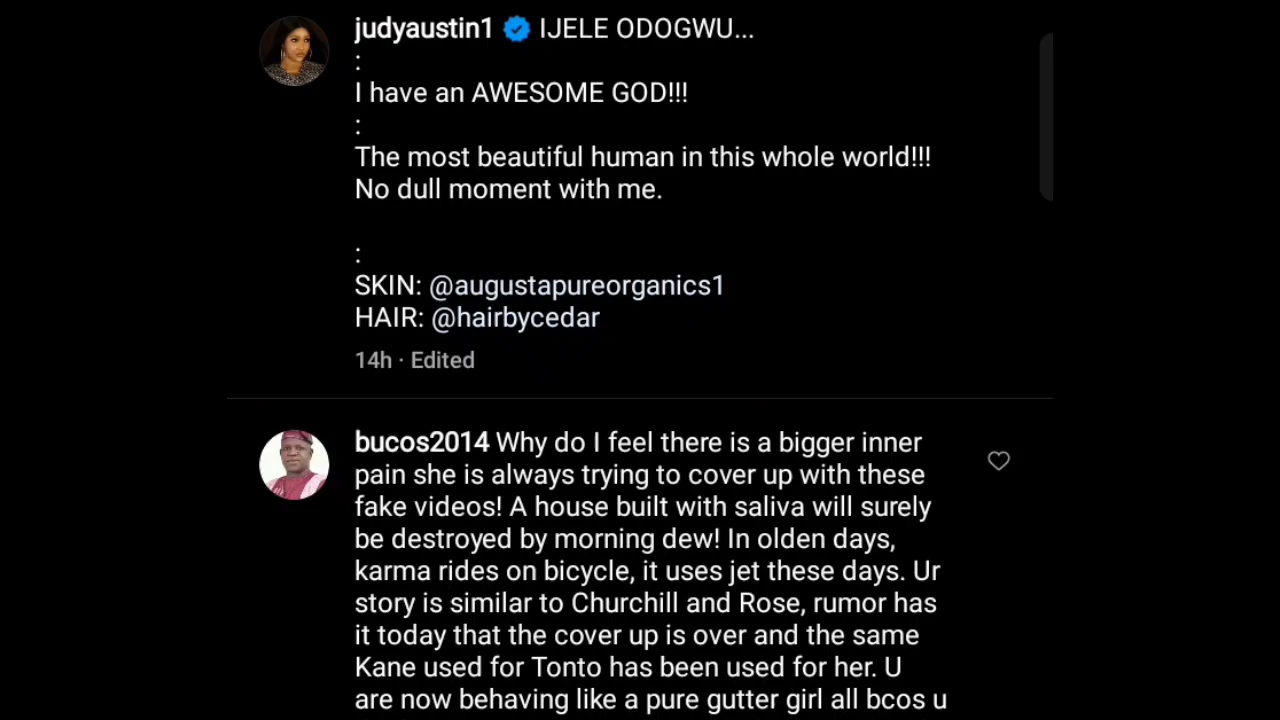 judyaustin1 IJELE ODOGWU...
:
I have an AWESOME GOD!!!
:
The most beautiful human in this whole world!!!
No dull moment with me.
:
SKIN: @augustapureorganics1
HAIR: @hairbycedar
14h · Edited
bucos2014 Why do I feel there is a bigger inner
pain she is always trying to cover up with these
fake videos! A house built with saliva will surely
be destroyed by morning dew! In olden days,
karma rides on bicycle, it uses jet these days. Ur
story is similar to Churchill and Rose, rumor has
it today that the cover up is over and the same
Kane used for Tonto has been used for her. U
are now behaving like a pure gutter girl all bcos u